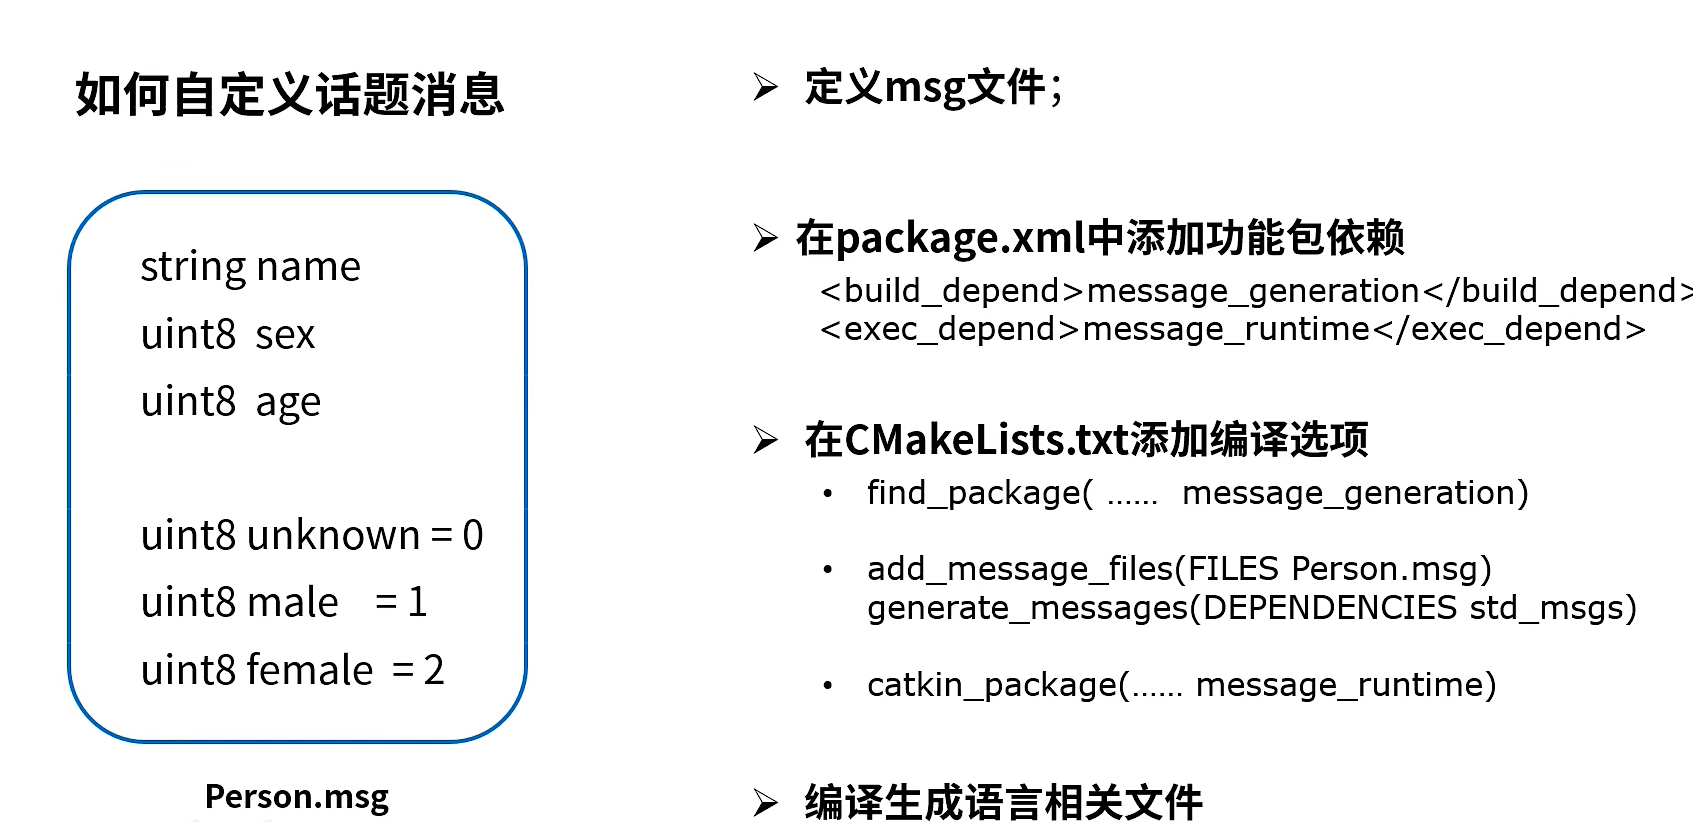 如何自定义话题消息
string name
uint8 sex
uint8 age
uint8 unknown = 0
uint8 male = 1
uint8 female = 2
Person.msg
➢ 定义msg文件；
➢ 在package.xml中添加功能包依赖
<build_depend>message_generation</build_depend>
<exec_depend>message_runtime</exec_depend>
➢ 在CMakeLists.txt添加编译选项
• find_package( …… message_generation)
• add_message_files(FILES Person.msg)
generate_messages(DEPENDENCIES std_msgs)
• catkin_package(…… message_runtime)
➢ 编译生成语言相关文件